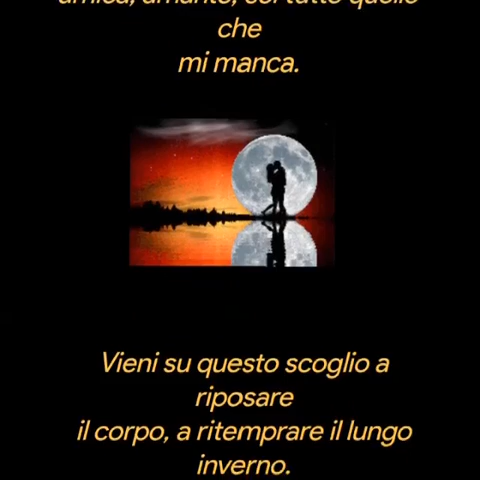 amica, amante, sei tutto quello
che
mi manca.
Vieni su questo scoglio a
riposare
il corpo, a ritemprare il lungo
inverno.